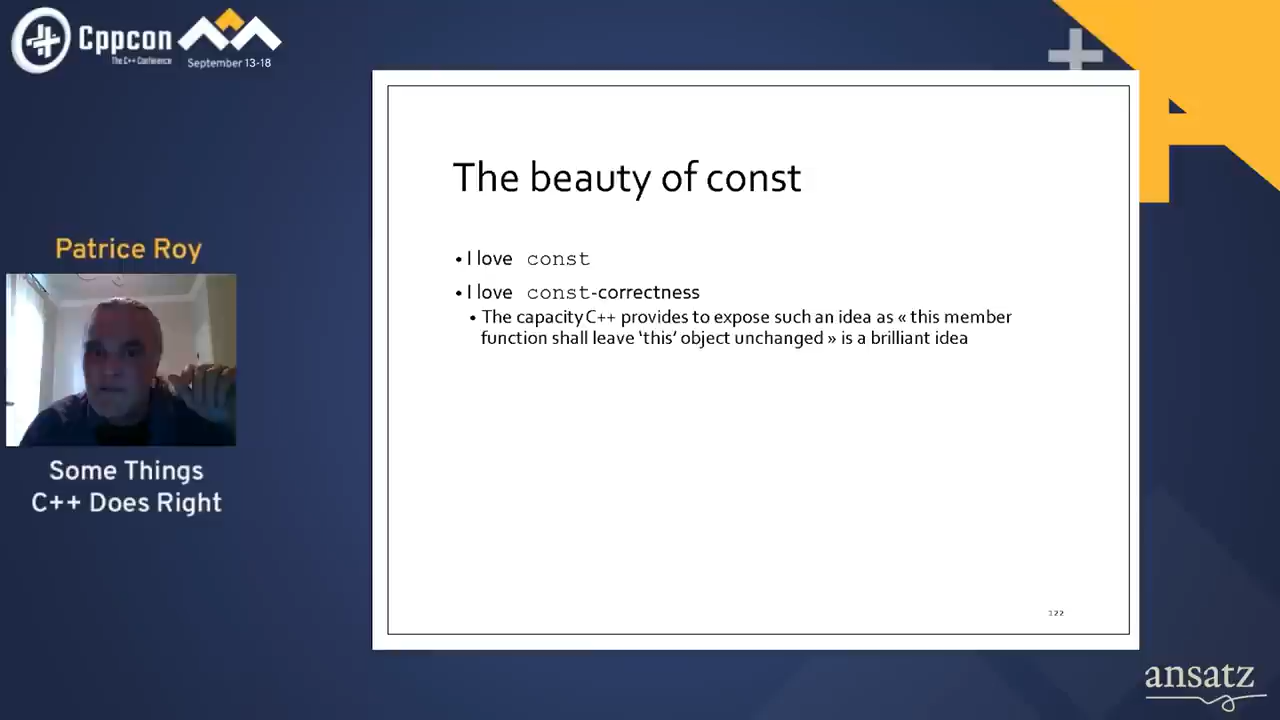 Cppcon
The C++ Conference
September 13-18
Patrice Roy
Some Things
C++ Does Right
The beauty of const
• I love const
• I love const-correctness
• The capacity C++ provides to expose such an idea as « this member
function shall leave ‘this’ object unchanged » is a brilliant idea
122
ansatz